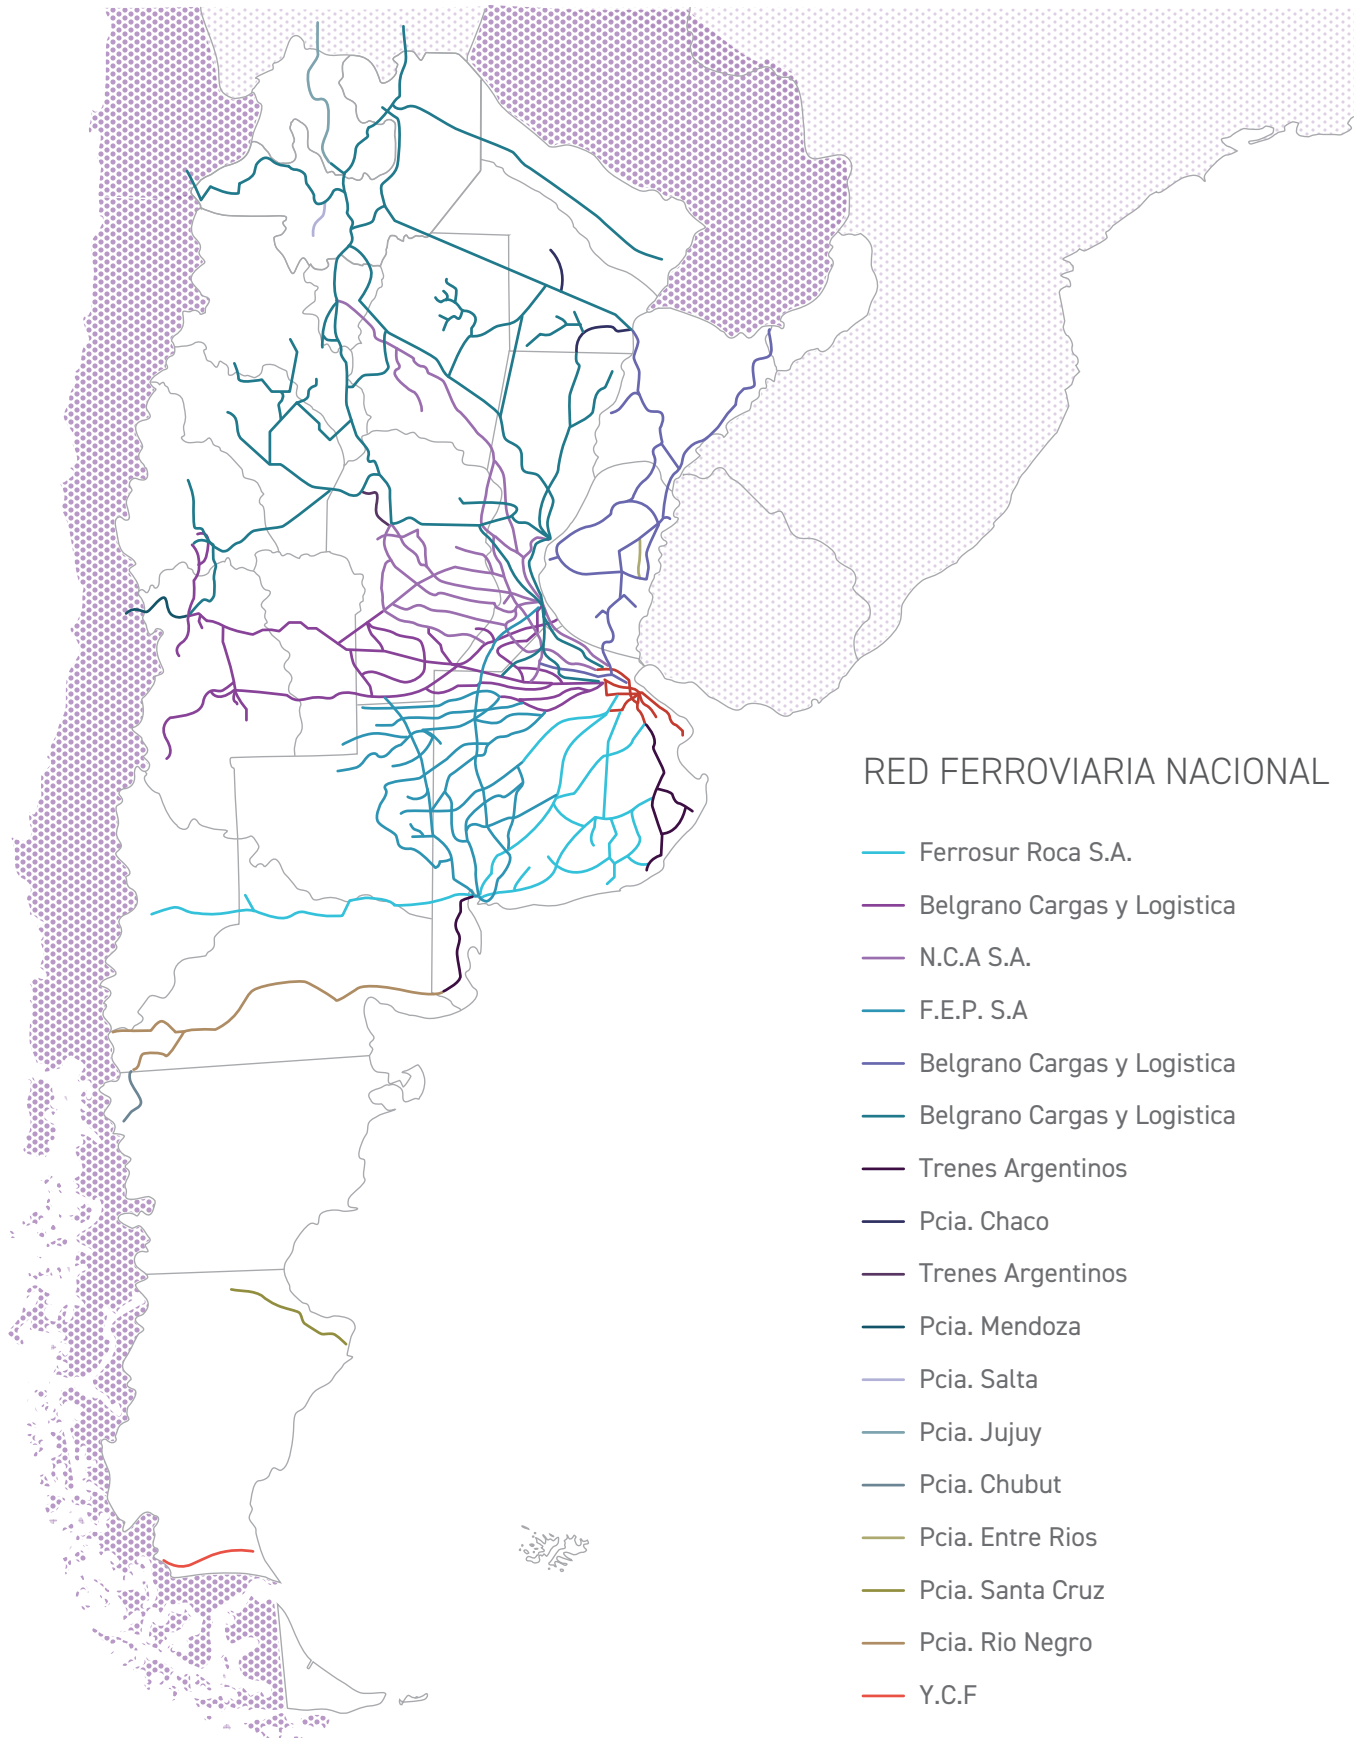 RED FERROVIARIA NACIONAL
Ferrosur Roca S.A.
Belgrano Cargas y Logistica
N.C.A S.A.
F.E.P. S.A
Belgrano Cargas y Logistica
Belgrano Cargas y Logistica
Trenes Argentinos
Pcia. Chaco
Trenes Argentinos
Pcia. Mendoza
Pcia. Salta
Pcia. Jujuy
Pcia. Chubut
Pcia. Entre Rios
Pcia. Santa Cruz
Pcia. Rio Negro
Y.C.F